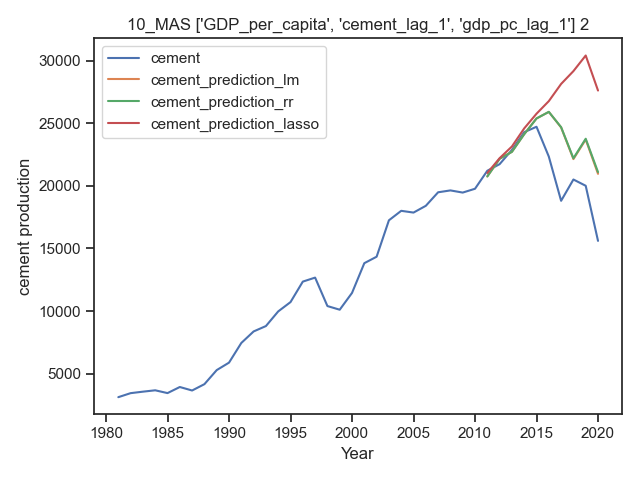 10_MAS ['GDP_per_capita', 'cement_lag_1', 'gdp_pc_lag_1'] 2
cement
cement_prediction_lm
cement_prediction_rr
cement_prediction_lasso
30000
25000
20000
15000
10000
5000
cement production
1980 1985 1990 1995 2000 2005 2010 2015 2020
Year